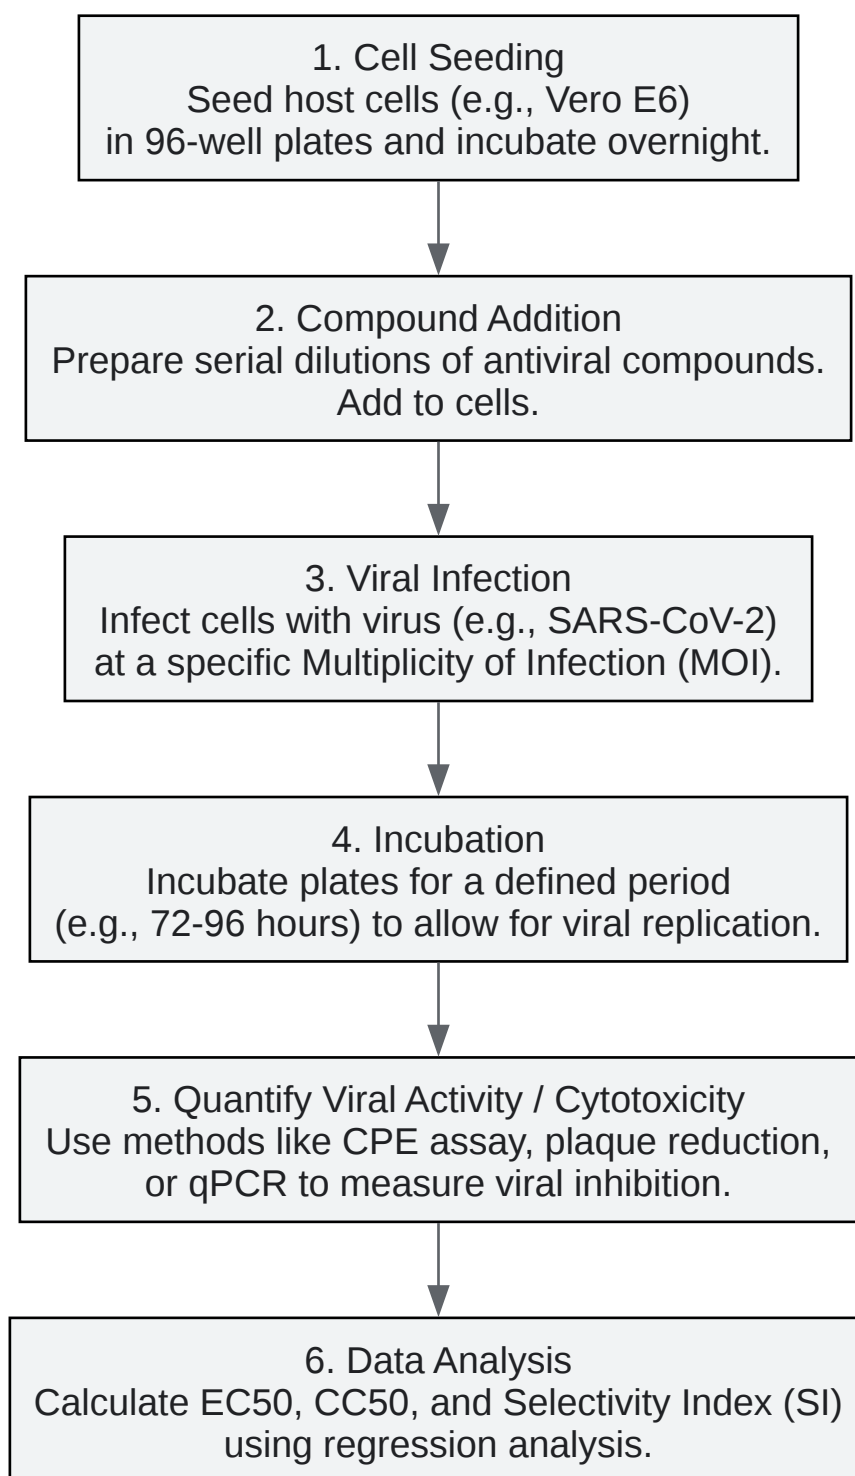 1. Cell Seeding
Seed host cells (e.g., Vero E6)
in 96-well plates and incubate overnight.
2. Compound Addition
Prepare serial dilutions of antiviral compounds.
Add to cells.
3. Viral Infection
Infect cells with virus (e.g., SARS-CoV-2)
at a specific Multiplicity of Infection (MOI).
4. Incubation
Incubate plates for a defined period
(e.g., 72-96 hours) to allow for viral replication.
5. Quantify Viral Activity / Cytotoxicity
Use methods like CPE assay, plaque reduction,
or qPCR to measure viral inhibition.
6. Data Analysis
Calculate EC50, CC50, and Selectivity Index (SI)
using regression analysis.